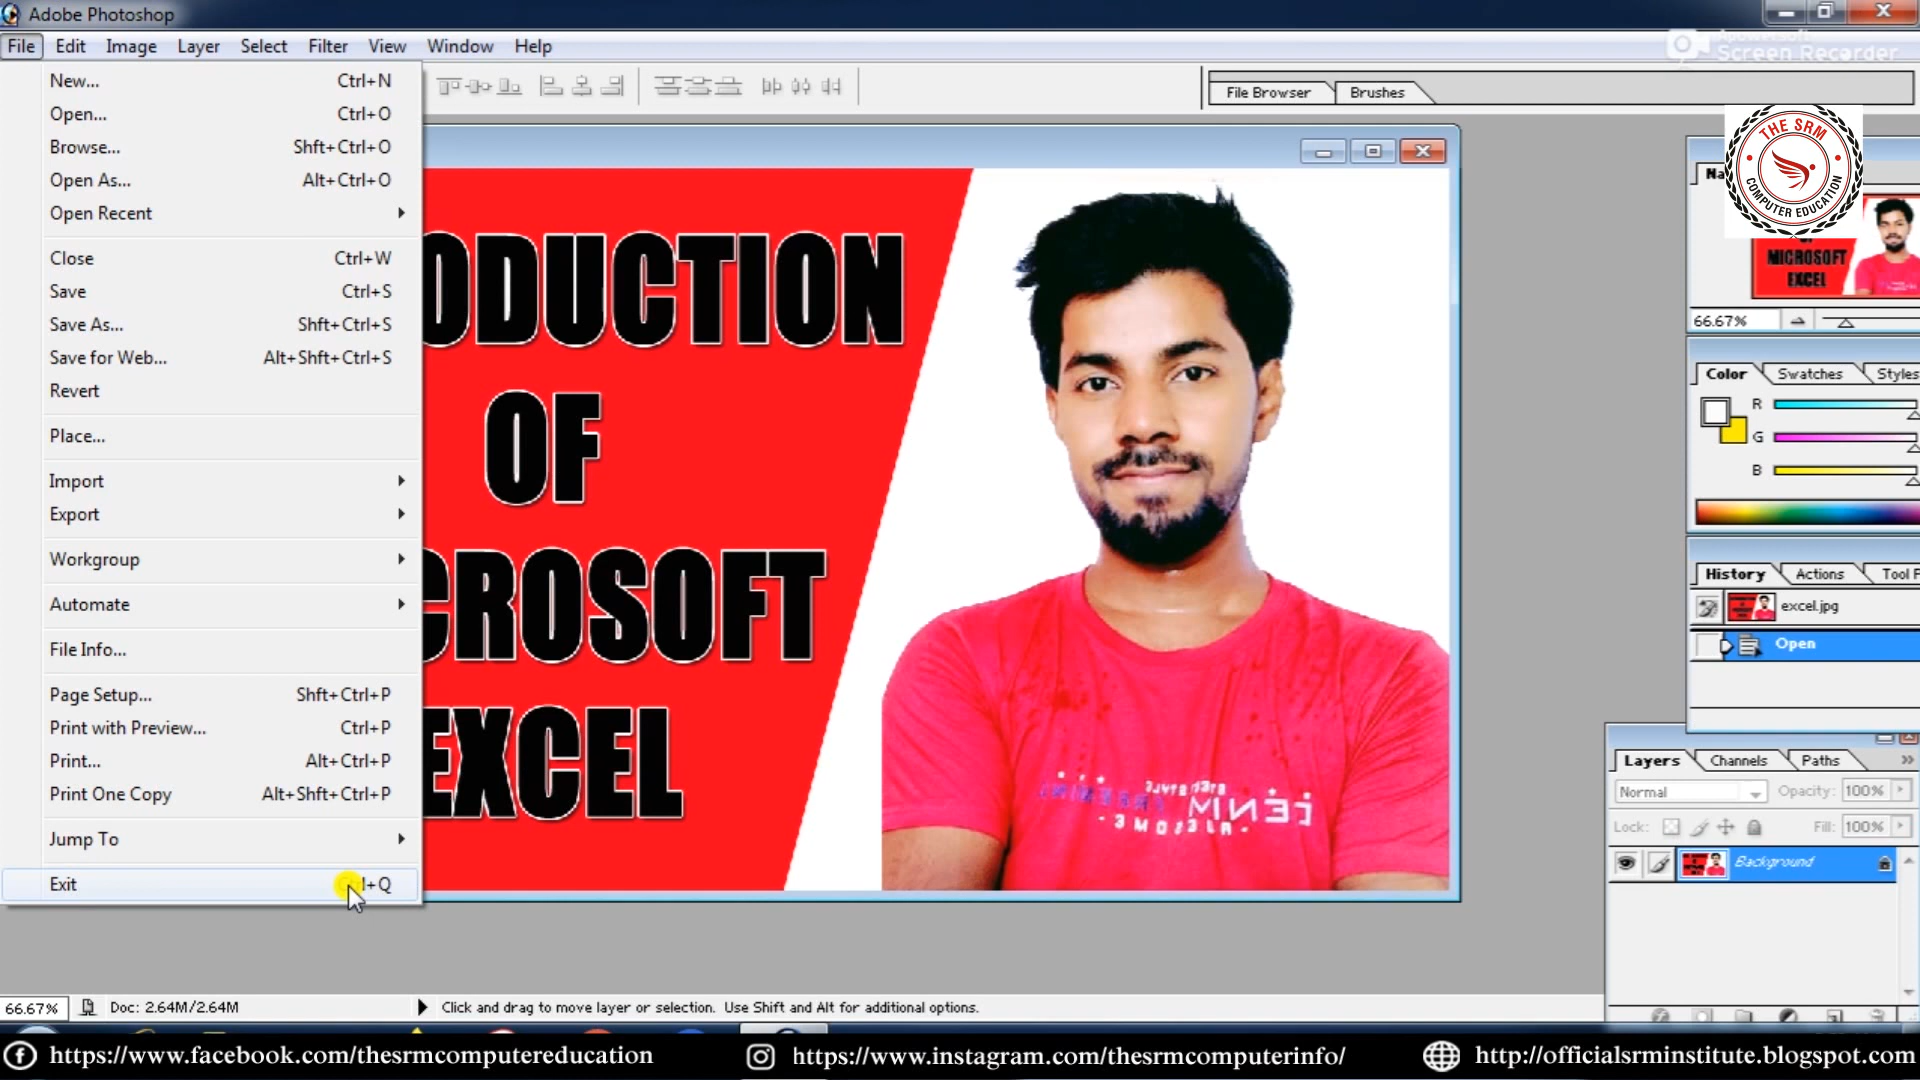 Adobe Photoshop
File Edit Image Layer Select Filter View Window Help
Apowersoft
Screen Recorder
New... Ctrl+N
Open... Ctrl+O
Browse... Shft+Ctrl+O
Open As... Alt+Ctrl+O
Open Recent
Close Ctrl+W
Save Ctrl+S
Save As... Shft+Ctrl+S
Save for Web... Alt+Shft+Ctrl+S
Revert
Place...
Import
Export
Workgroup
Automate
File Info...
Page Setup... Shft+Ctrl+P
Print with Preview... Ctrl+P
Print... Alt+Ctrl+P
Print One Copy Alt+Shft+Ctrl+P
Jump To
Exit Ctrl+Q
File Browser Brushes
ODUCTION
OF
CROSOFT
EXCEL
THE SRM
COMPUTER EDUCATION
Na
OF
MICROSOFT
EXCEL
66.67%
Color Swatches Styles
R
G
B
History Actions Tool P
excel.jpg
Open
Layers Channels Paths
Normal Opacity: 100%
Lock: Fill: 100%
Background
66.67% Doc: 2.64M/2.64M Click and drag to move layer or selection. Use Shift and Alt for additional options.
https://www.facebook.com/thesrmcomputereducation https://www.instagram.com/thesrmcomputerinfo/ http://officialsrminstitute.blogspot.com